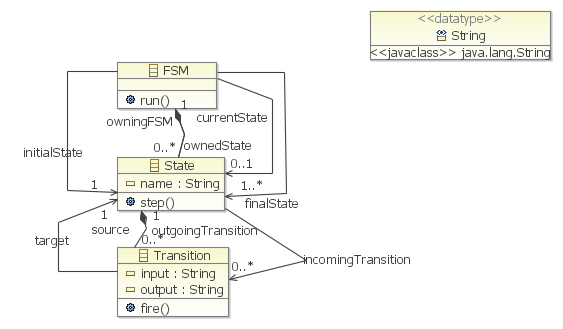 <<datatype>>
String
<<javaclass>> java.lang.String
FSM
run()
1
owningFSM
currentState
initialState
0..*
ownedState
0..1
State
name : String
step()
1
1..*
finalState
1
1
source
outgoingTransition
target
0..*
Transition
input : String
output : String
fire()
0..*
incomingTransition